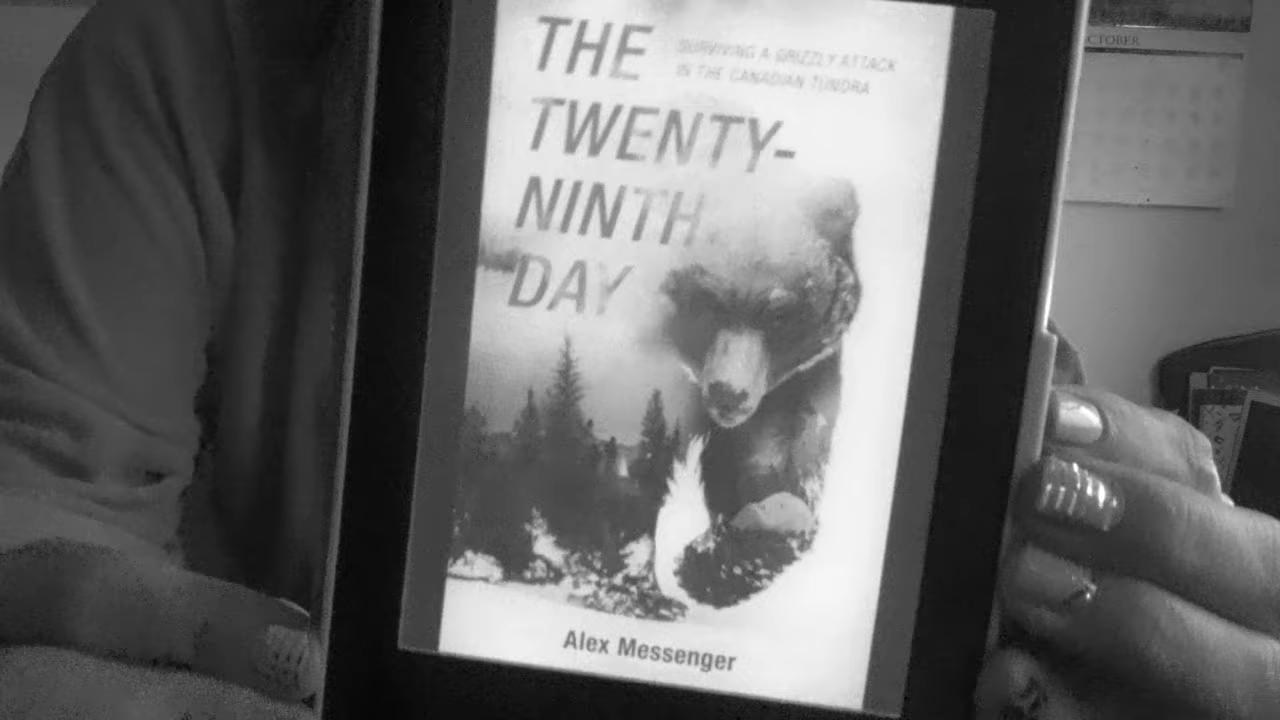 THE
SURVIVING A GRIZZLY ATTACK
IN THE CANADIAN TUNDRA
TWENTY-
NINTH
DAY
Alex Messenger
OCTOBER